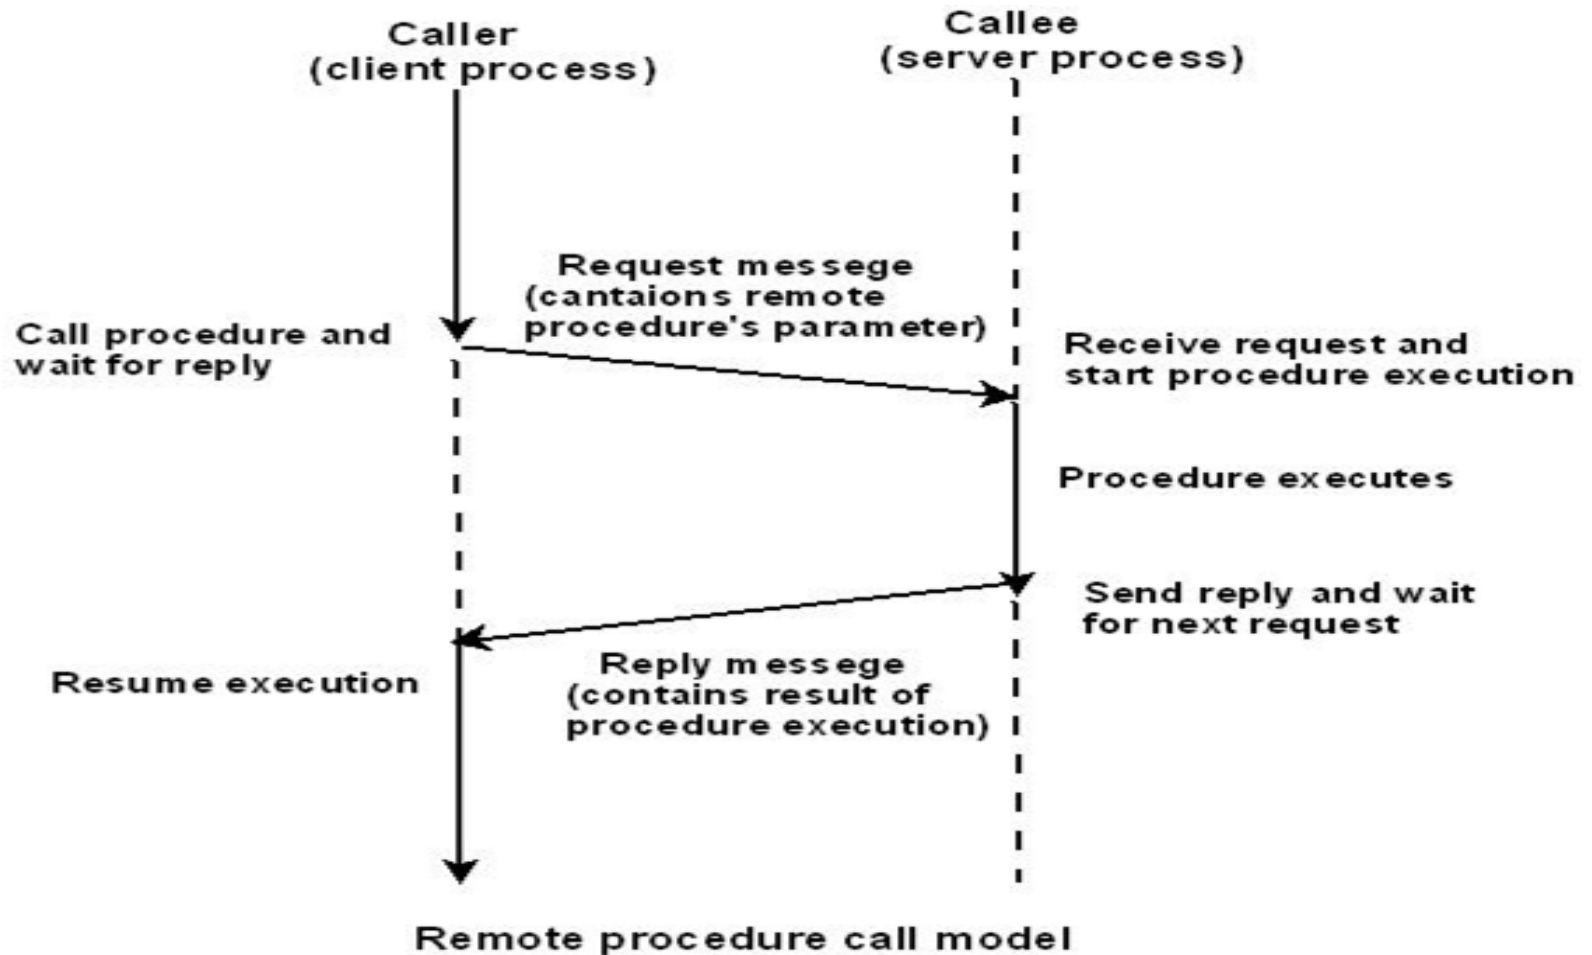 Caller
(client process)
Callee
(server process)
Request messege
(cantaions remote
procedure's parameter)
Call procedure and
wait for reply
Receive request and
start procedure execution
Procedure executes
Send reply and wait
for next request
Reply messege
(contains result of
procedure execution)
Resume execution
Remote procedure call model